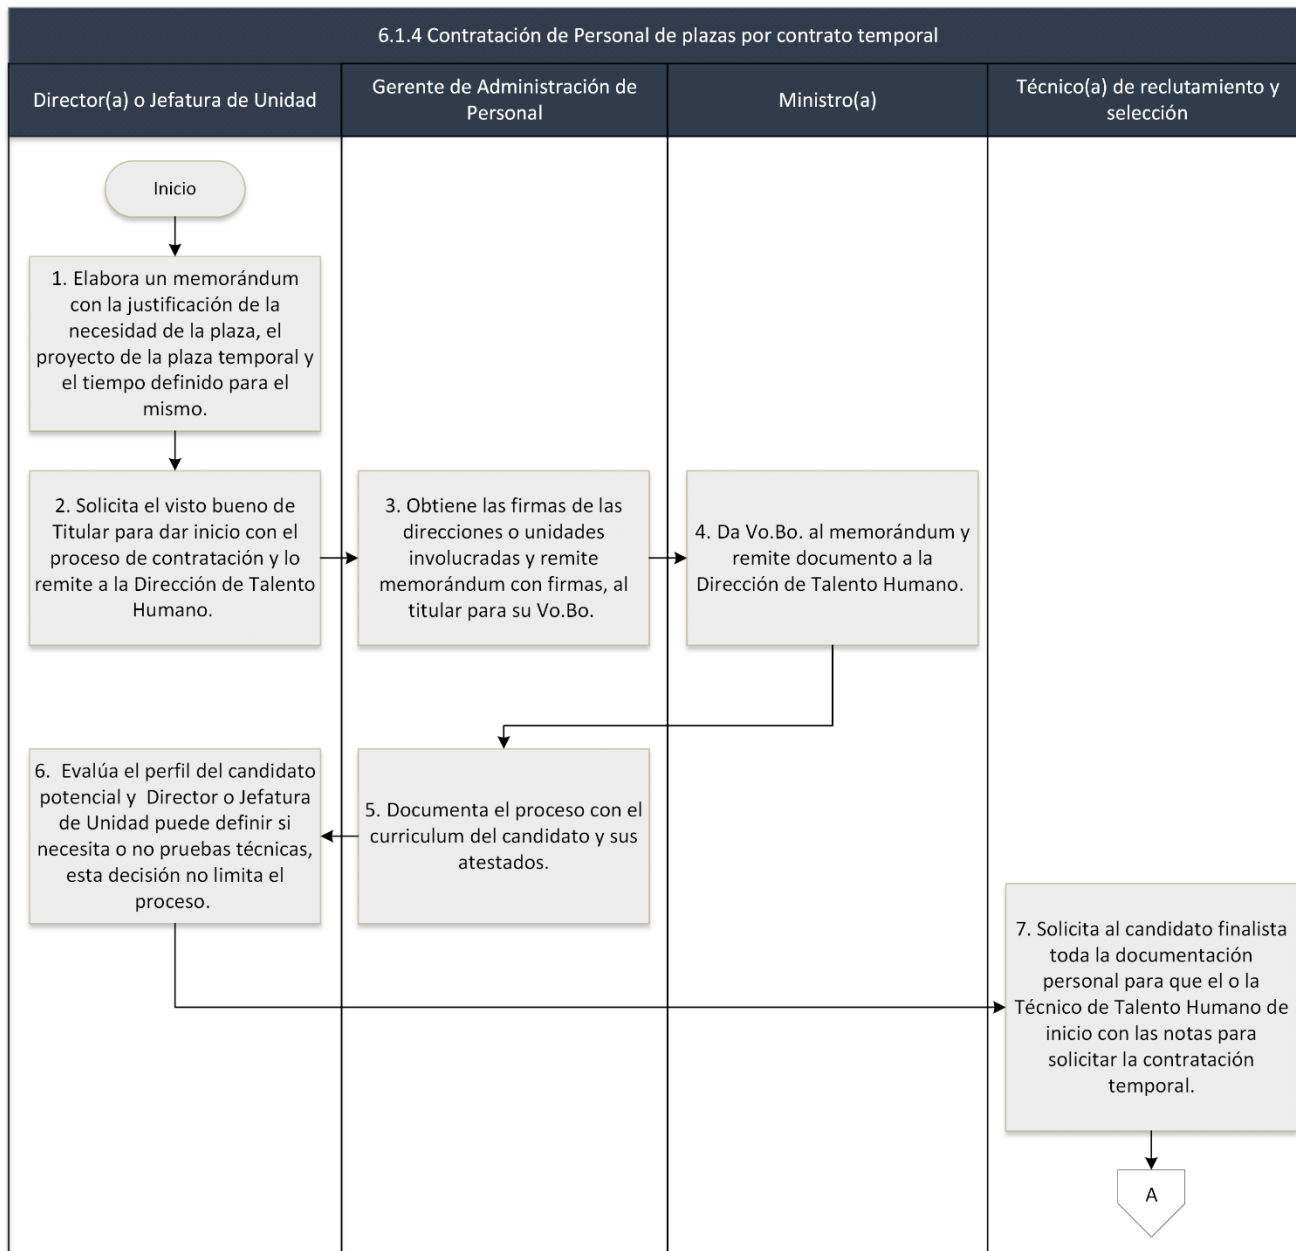 6.1.4 Contratación de Personal de plazas por contrato temporal
Director(a) o Jefatura de Unidad
Gerente de Administración de
Personal
Ministro(a)
Técnico(a) de reclutamiento y
selección
Inicio
1. Elabora un memorándum
con la justificación de la
necesidad de la plaza, el
proyecto de la plaza temporal y
el tiempo definido para el
mismo.
2. Solicita el visto bueno de
Titular para dar inicio con el
proceso de contratación y lo
remite a la Dirección de Talento
Humano.
3. Obtiene las firmas de las
direcciones o unidades
involucradas y remite
memorándum con firmas, al
titular para su Vo.Bo.
4. Da Vo.Bo. al memorándum y
remite documento a la
Dirección de Talento Humano.
5. Documenta el proceso con el
curriculum del candidato y sus
atestados.
6. Evalúa el perfil del candidato
potencial y Director o Jefatura
de Unidad puede definir si
necesita o no pruebas técnicas,
esta decisión no limita el
proceso.
7. Solicita al candidato finalista
toda la documentación
personal para que el o la
Técnico de Talento Humano de
inicio con las notas para
solicitar la contratación
temporal.
A